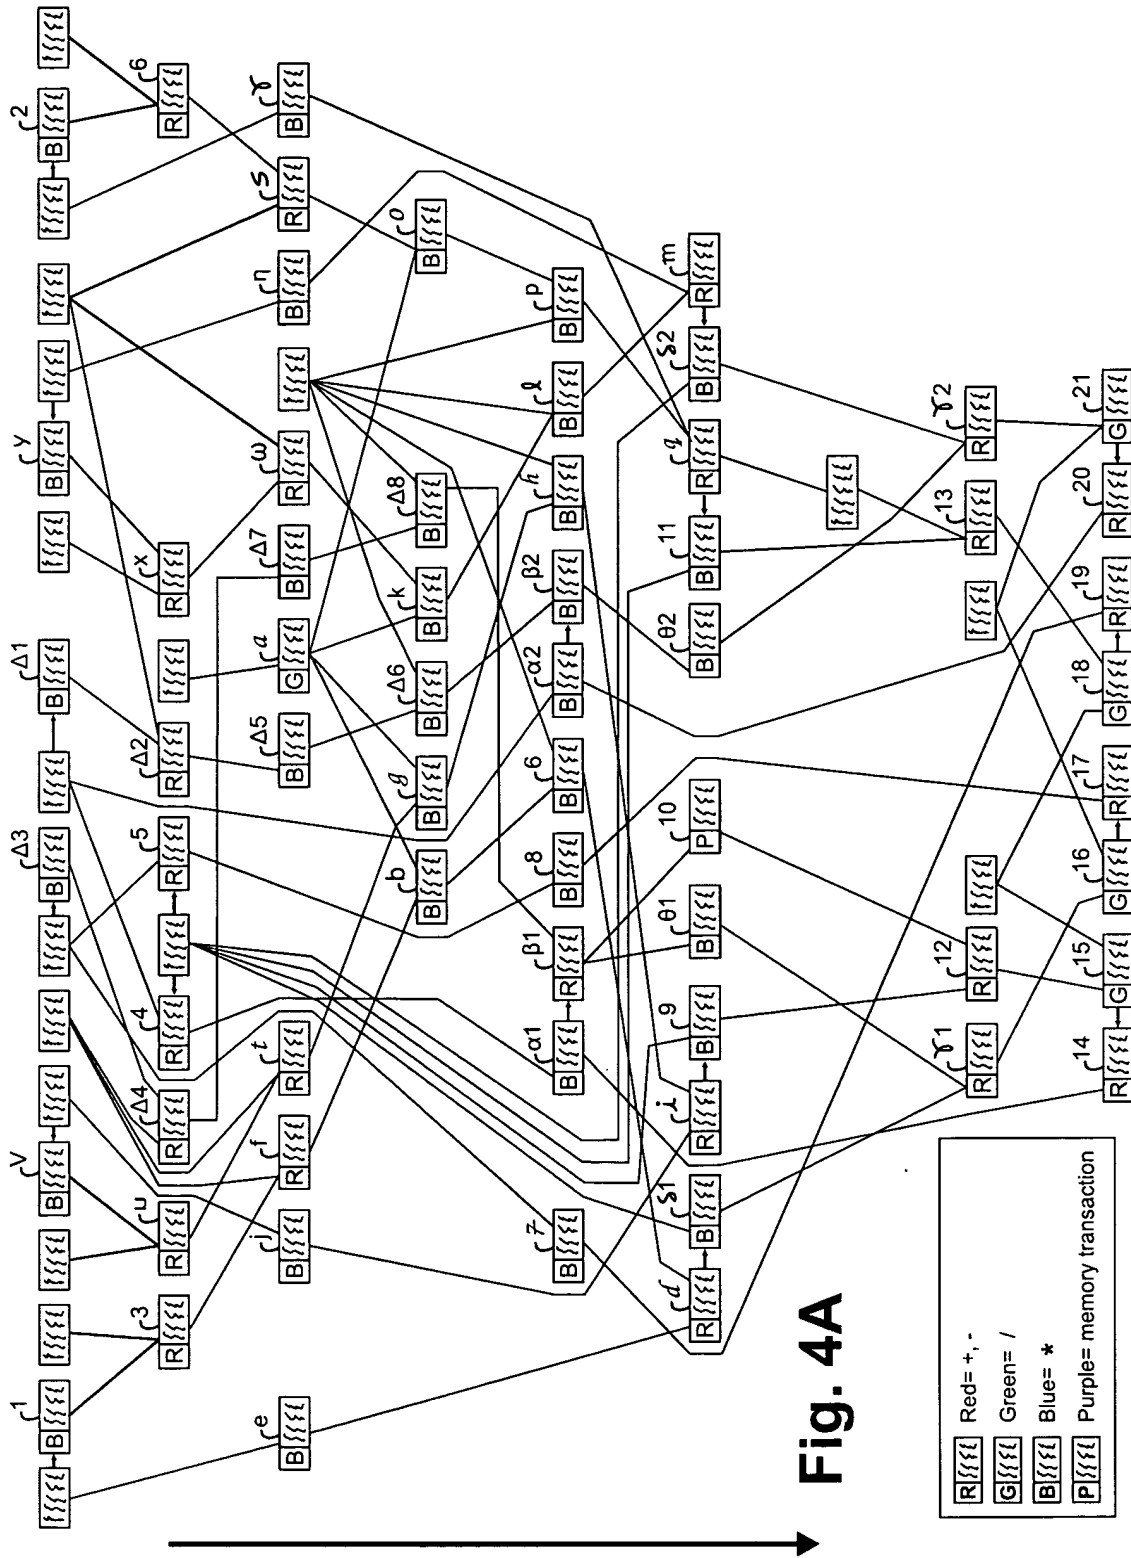 1 V Δ3 Δ1 y 2
B B B B B B
3 u Δ4 4 5 Δ2 x 6
R R R R R R R R
e j f t Δ5 a Δ7 ω η S γ
B B R R B G B R B R B
b g Δ6 k Δ8 o
B B B B B B
7 α1 β1 8 6 α2 β2 h l p
B B R B B B B B B B
d δ1 i 9 θ1 10 θ2 11 q δ2 m
R B R B B P B B R B R
γ1 12 13 γ2
R R R R
14 15 16 17 18 19 20 21
R G G R G R R G
Fig. 4A
R Red= +, -
G Green= /
B Blue= *
P Purple= memory transaction